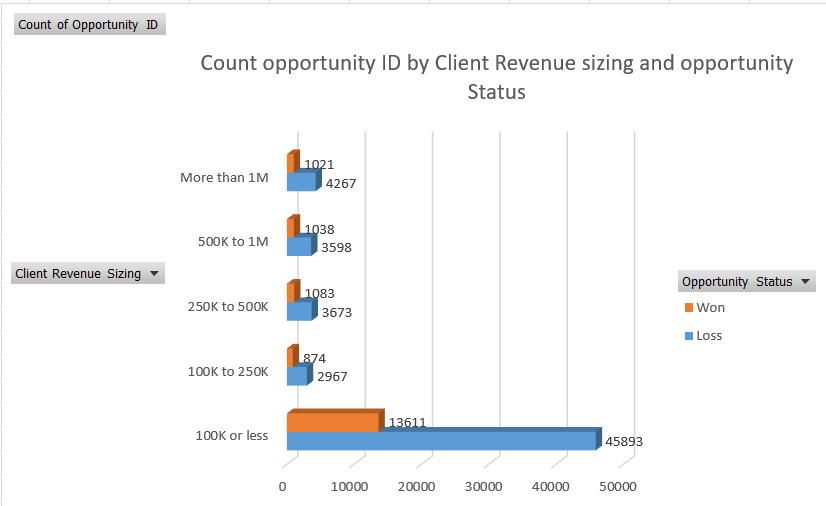 Count of Opportunity ID
Count opportunity ID by Client Revenue sizing and opportunity
Status
More than 1M
1021
4267
500K to 1M
1038
3598
Client Revenue Sizing
250K to 500K
1083
3673
100K to 250K
874
2967
100K or less
13611
45893
0 10000 20000 30000 40000 50000
Opportunity Status
Won
Loss